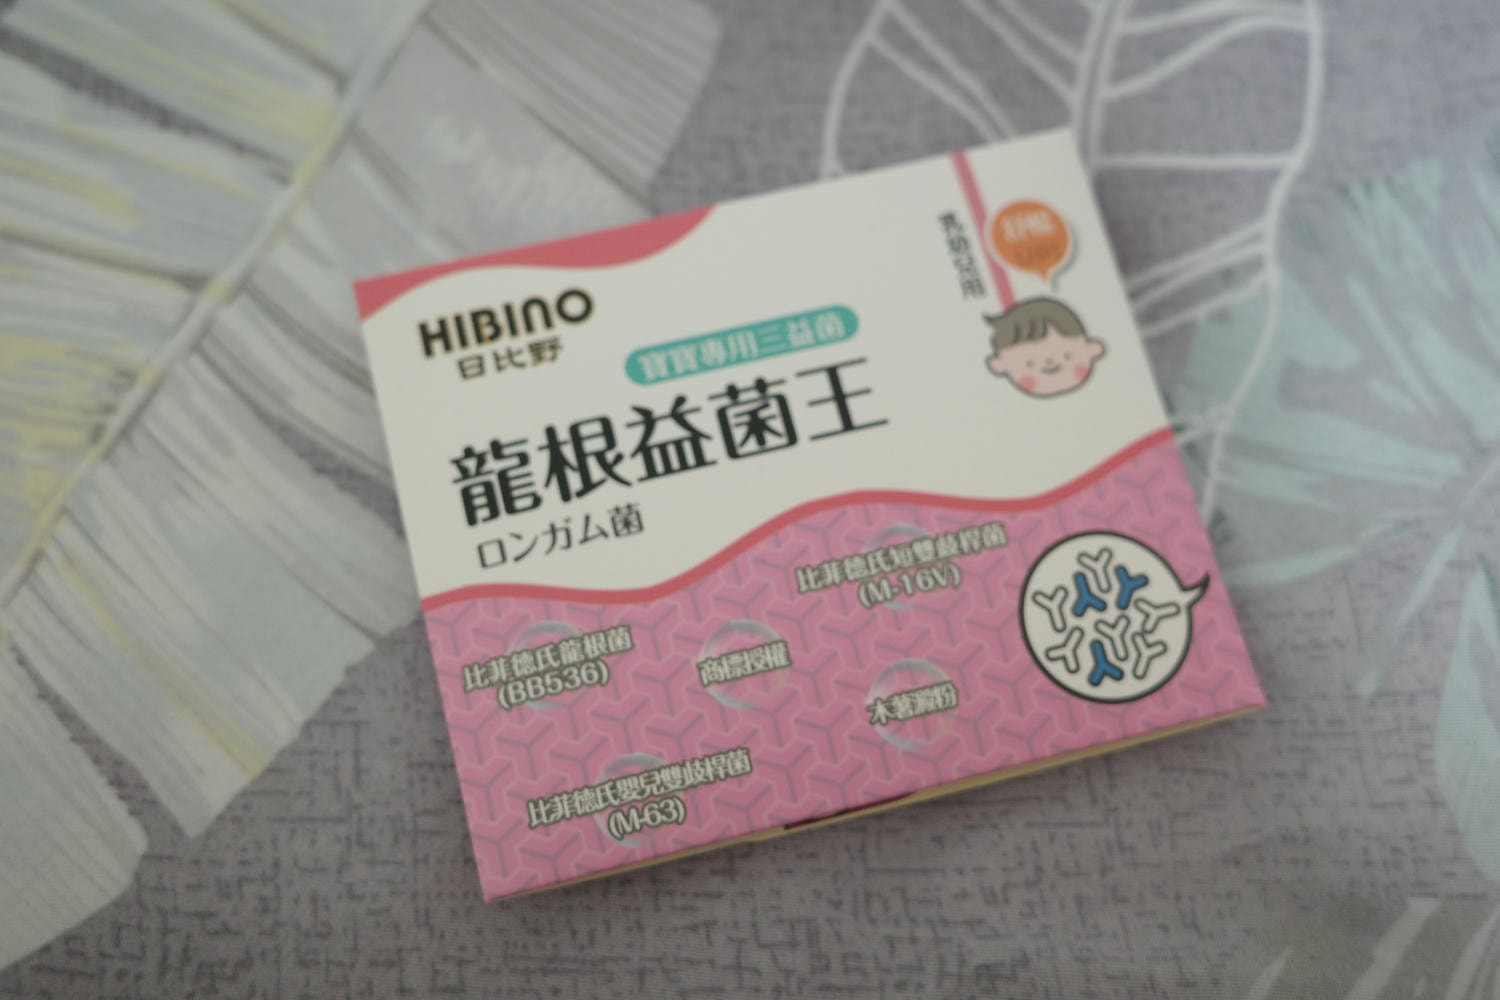 HIBINO
日比野
寶寶專用三益菌
龍根益菌王
ロンガム菌
乳幼兒用
舒暢
比菲德氏短雙歧桿菌
(M-16V)
比菲德氏龍根菌
(BB536)
商標授權
木薯澱粉
比菲德氏嬰兒雙歧桿菌
(M-63)